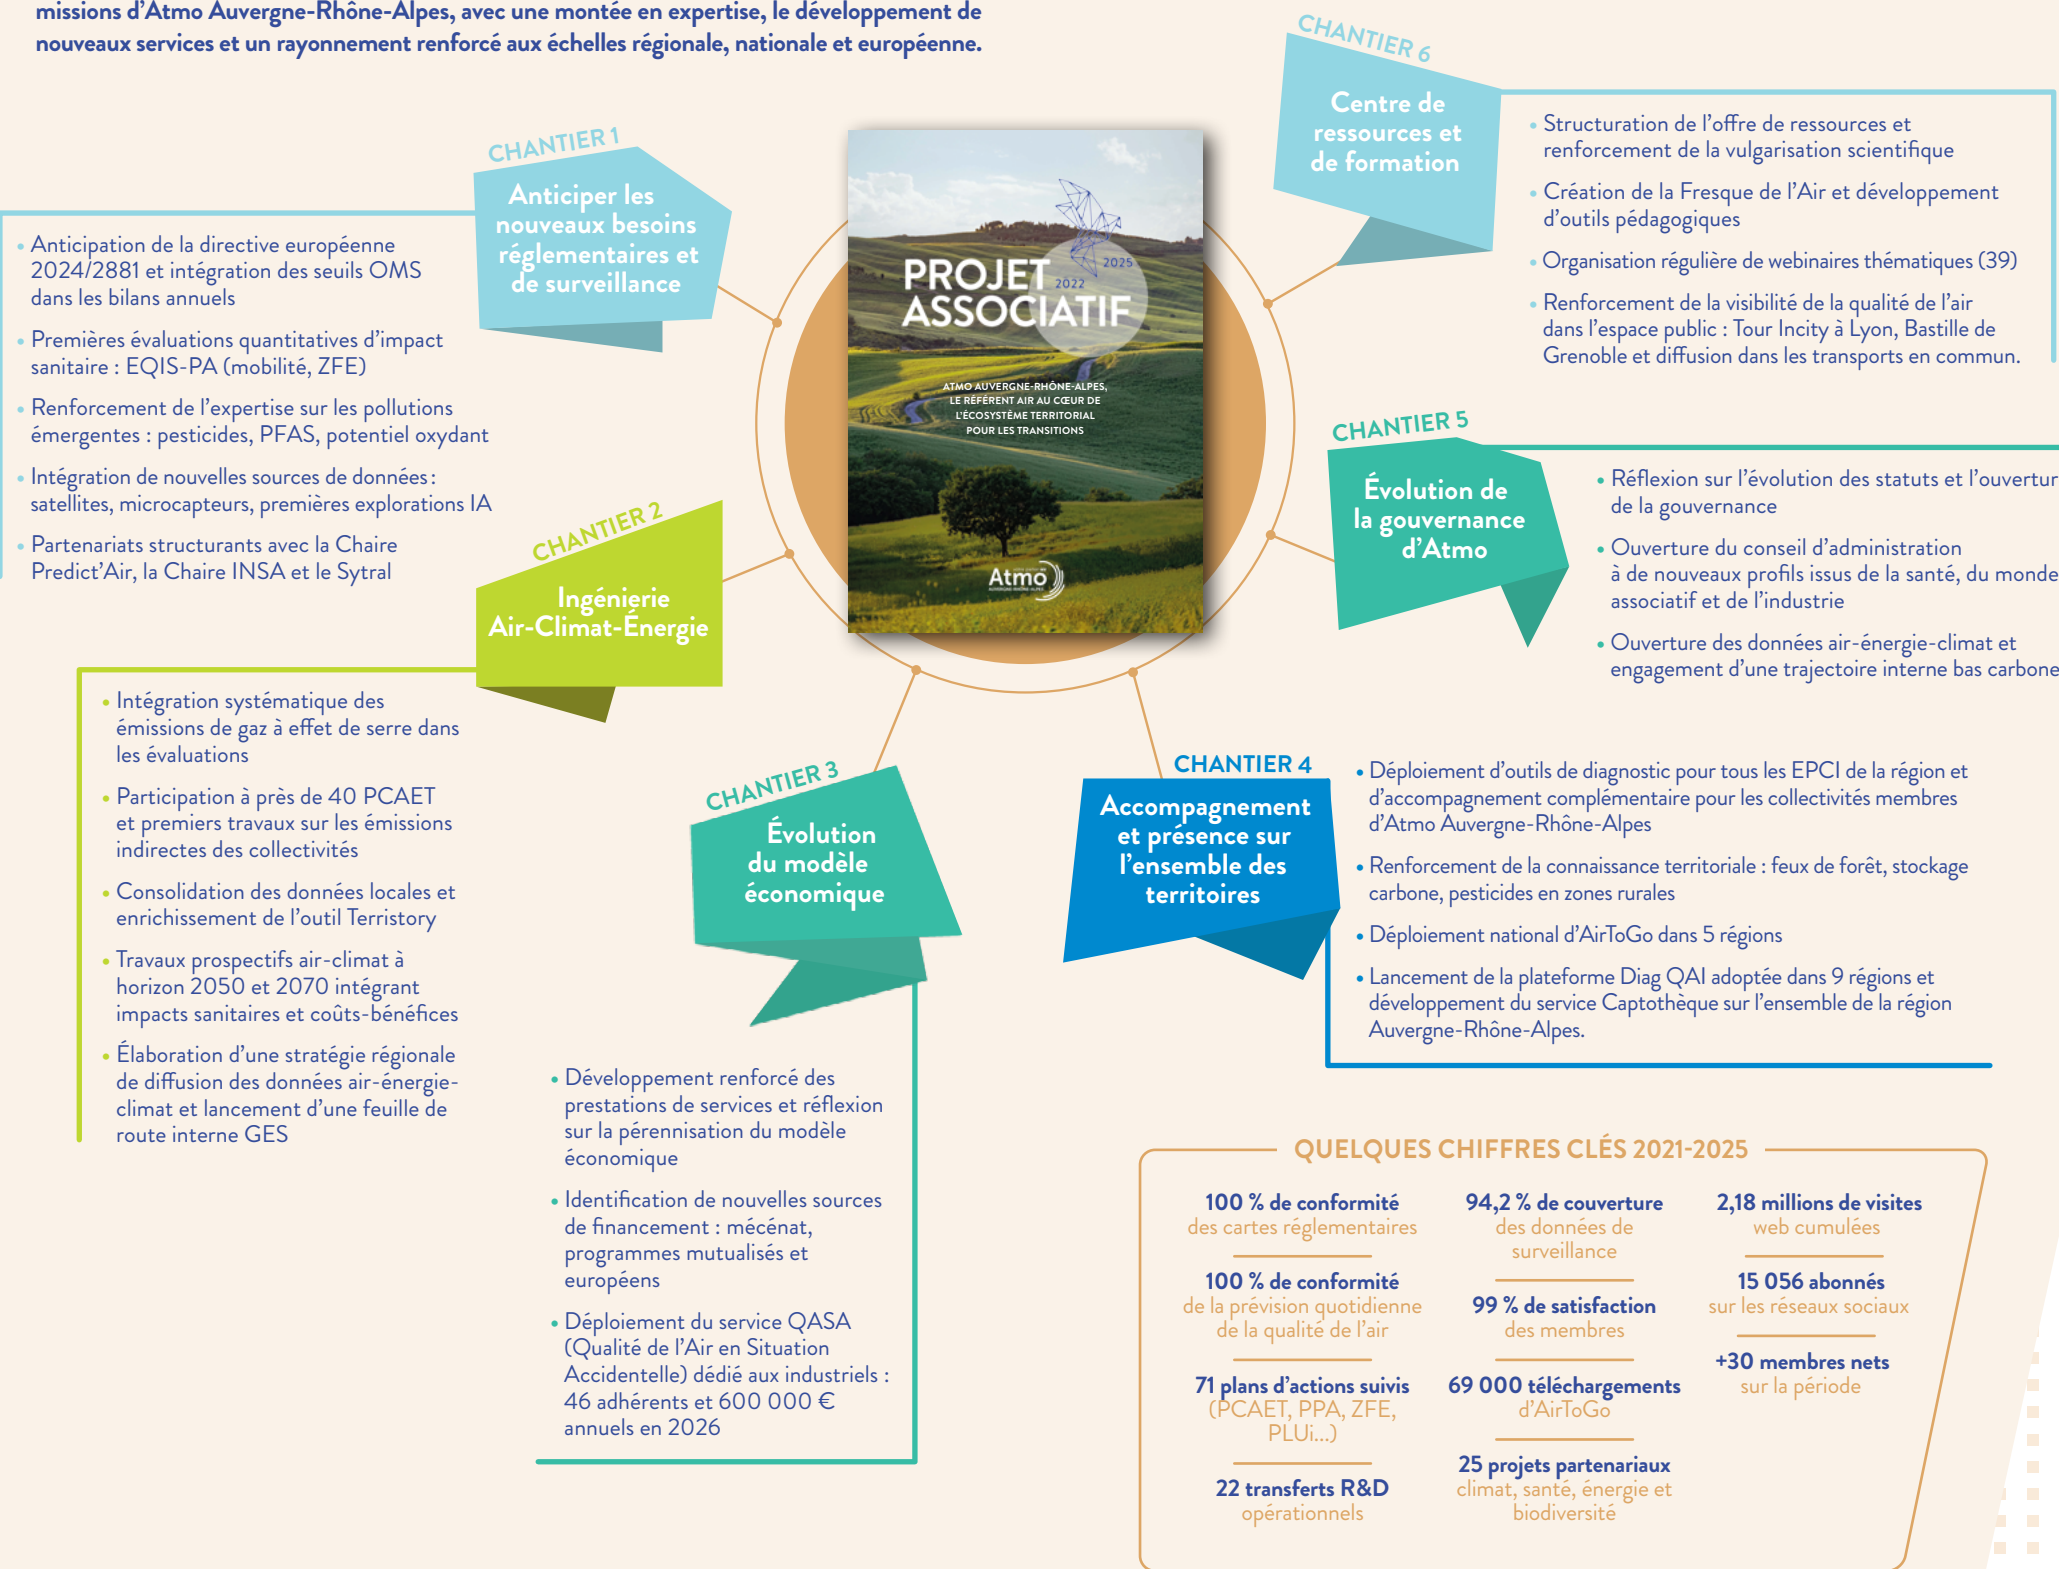 missions d'Atmo Auvergne-Rhône-Alpes, avec une montée en expertise, le développement de
nouveaux services et un rayonnement renforcé aux échelles régionale, nationale et européenne.
CHANTIER 1
Anticiper les
nouveaux besoins
réglementaires et
de surveillance
• Anticipation de la directive européenne
2024/2881 et intégration des seuils OMS
dans les bilans annuels
• Premières évaluations quantitatives d'impact
sanitaire : EQIS-PA (mobilité, ZFE)
• Renforcement de l'expertise sur les pollutions
émergentes : pesticides, PFAS, potentiel oxydant
• Intégration de nouvelles sources de données :
satellites, microcapteurs, premières explorations IA
• Partenariats structurants avec la Chaire
Predict'Air, la Chaire INSA et le Sytral
CHANTIER 2
Ingénierie
Air-Climat-Énergie
• Intégration systématique des
émissions de gaz à effet de serre dans
les évaluations
• Participation à près de 40 PCAET
et premiers travaux sur les émissions
indirectes des collectivités
• Consolidation des données locales et
enrichissement de l'outil Terristory
• Travaux prospectifs air-climat à
horizon 2050 et 2070 intégrant
impacts sanitaires et coûts-bénéfices
• Élaboration d'une stratégie régionale
de diffusion des données air-énergie-
climat et lancement d'une feuille de
route interne GES
CHANTIER 3
Évolution
du modèle
économique
• Développement renforcé des
prestations de services et réflexion
sur la pérennisation du modèle
économique
• Identification de nouvelles sources
de financement : mécénat,
programmes mutualisés et
européens
• Déploiement du service QASA
(Qualité de l'Air en Situation
Accidentelle) dédié aux industriels :
46 adhérents et 600 000 €
annuels en 2026
PROJET
ASSOCIATIF
2022
2025
ATMO AUVERGNE-RHÔNE-ALPES,
LE RÉFÉRENT AIR AU CŒUR DE
L'ÉCOSYSTÈME TERRITORIAL
POUR LES TRANSITIONS
Atmo
AUVERGNE-RHÔNE-ALPES
CHANTIER 6
Centre de
ressources et
de formation
• Structuration de l'offre de ressources et
renforcement de la vulgarisation scientifique
• Création de la Fresque de l'Air et développement
d'outils pédagogiques
• Organisation régulière de webinaires thématiques (39)
• Renforcement de la visibilité de la qualité de l'air
dans l'espace public : Tour Incity à Lyon, Bastille de
Grenoble et diffusion dans les transports en commun.
CHANTIER 5
Évolution de
la gouvernance
d'Atmo
• Réflexion sur l'évolution des statuts et l'ouvertur
de la gouvernance
• Ouverture du conseil d'administration
à de nouveaux profils issus de la santé, du monde
associatif et de l'industrie
• Ouverture des données air-énergie-climat et
engagement d'une trajectoire interne bas carbone
CHANTIER 4
Accompagnement
et présence sur
l'ensemble des
territoires
• Déploiement d'outils de diagnostic pour tous les EPCI de la région et
d'accompagnement complémentaire pour les collectivités membres
d'Atmo Auvergne-Rhône-Alpes
• Renforcement de la connaissance territoriale : feux de forêt, stockage
carbone, pesticides en zones rurales
• Déploiement national d'AirToGo dans 5 régions
• Lancement de la plateforme Diag QAI adoptée dans 9 régions et
développement du service Captothèque sur l'ensemble de la région
Auvergne-Rhône-Alpes.
QUELQUES CHIFFRES CLÉS 2021-2025
100 % de conformité
des cartes réglementaires
100 % de conformité
de la prévision quotidienne
de la qualité de l'air
71 plans d'actions suivis
(PCAET, PPA, ZFE,
PLUi...)
22 transferts R&D
opérationnels
94,2 % de couverture
des données de
surveillance
99 % de satisfaction
des membres
69 000 téléchargements
d'AirToGo
25 projets partenariaux
climat, santé, énergie et
biodiversité
2,18 millions de visites
web cumulées
15 056 abonnés
sur les réseaux sociaux
+30 membres nets
sur la période